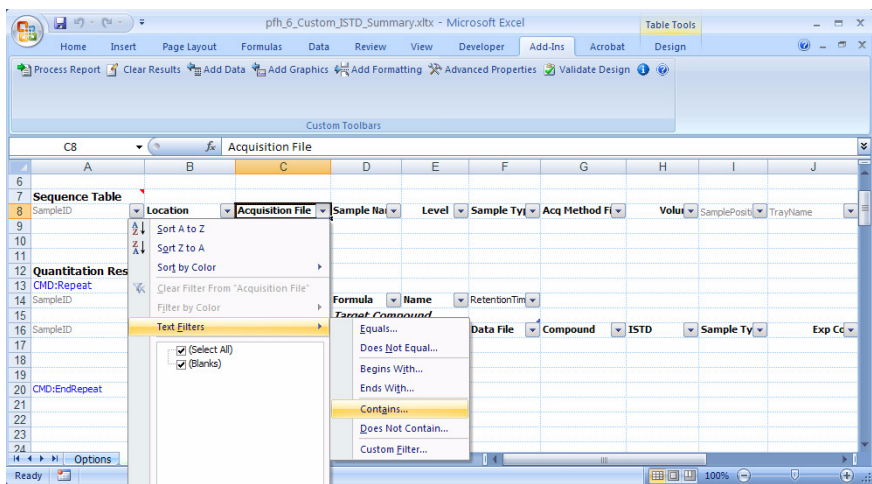 pfh_6_Custom_ISTD_Summary.xltx - Microsoft Excel
Table Tools
Home Insert Page Layout Formulas Data Review View Developer Add-Ins Acrobat Design
Process Report Clear Results Add Data Add Graphics Add Formatting Advanced Properties Validate Design
Custom Toolbars
C8 fx Acquisition File
A B C D E F G H I J
6
7 Sequence Table
8 SampleID Location Acquisition File Sample Nar Level Sample Typ Acq Method Fi Volur SamplePositi TrayName
9
10
11
12 Quantitation Res
13 CMD:Repeat
14 SampleID Formula Name RetentionTim
15 Target Compound
16 SampleID Data File Compound ISTD Sample Ty Exp Co
17
18
19
20 CMD:EndRepeat
21
22
23
24
Sort A to Z
Sort Z to A
Sort by Color
Clear Filter From "Acquisition File"
Filter by Color
Text Filters
(Select All)
(Blanks)
Equals...
Does Not Equal...
Begins With...
Ends With...
Contains...
Does Not Contain...
Custom Filter...
Options
Ready 100%